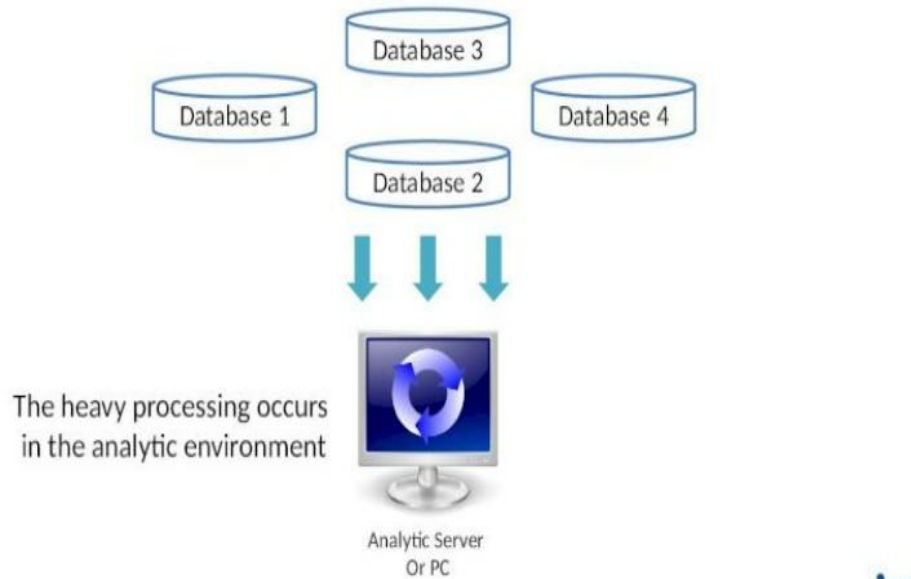 Database 3
Database 1
Database 4
Database 2
The heavy processing occurs
in the analytic environment
Analytic Server
Or PC